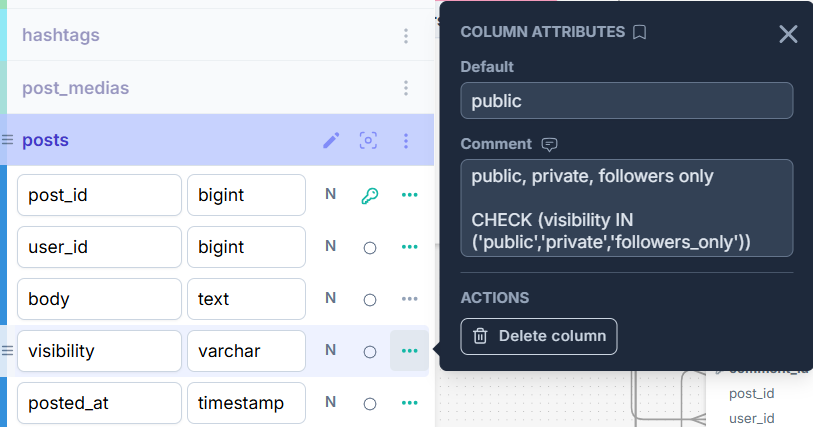 hashtags
post_medias
posts
post_id bigint N
user_id bigint N
body text N
visibility varchar N
posted_at timestamp N
COLUMN ATTRIBUTES
Default
public
Comment
public, private, followers only
CHECK (visibility IN
('public','private','followers_only'))
ACTIONS
Delete column
post_id
user_id